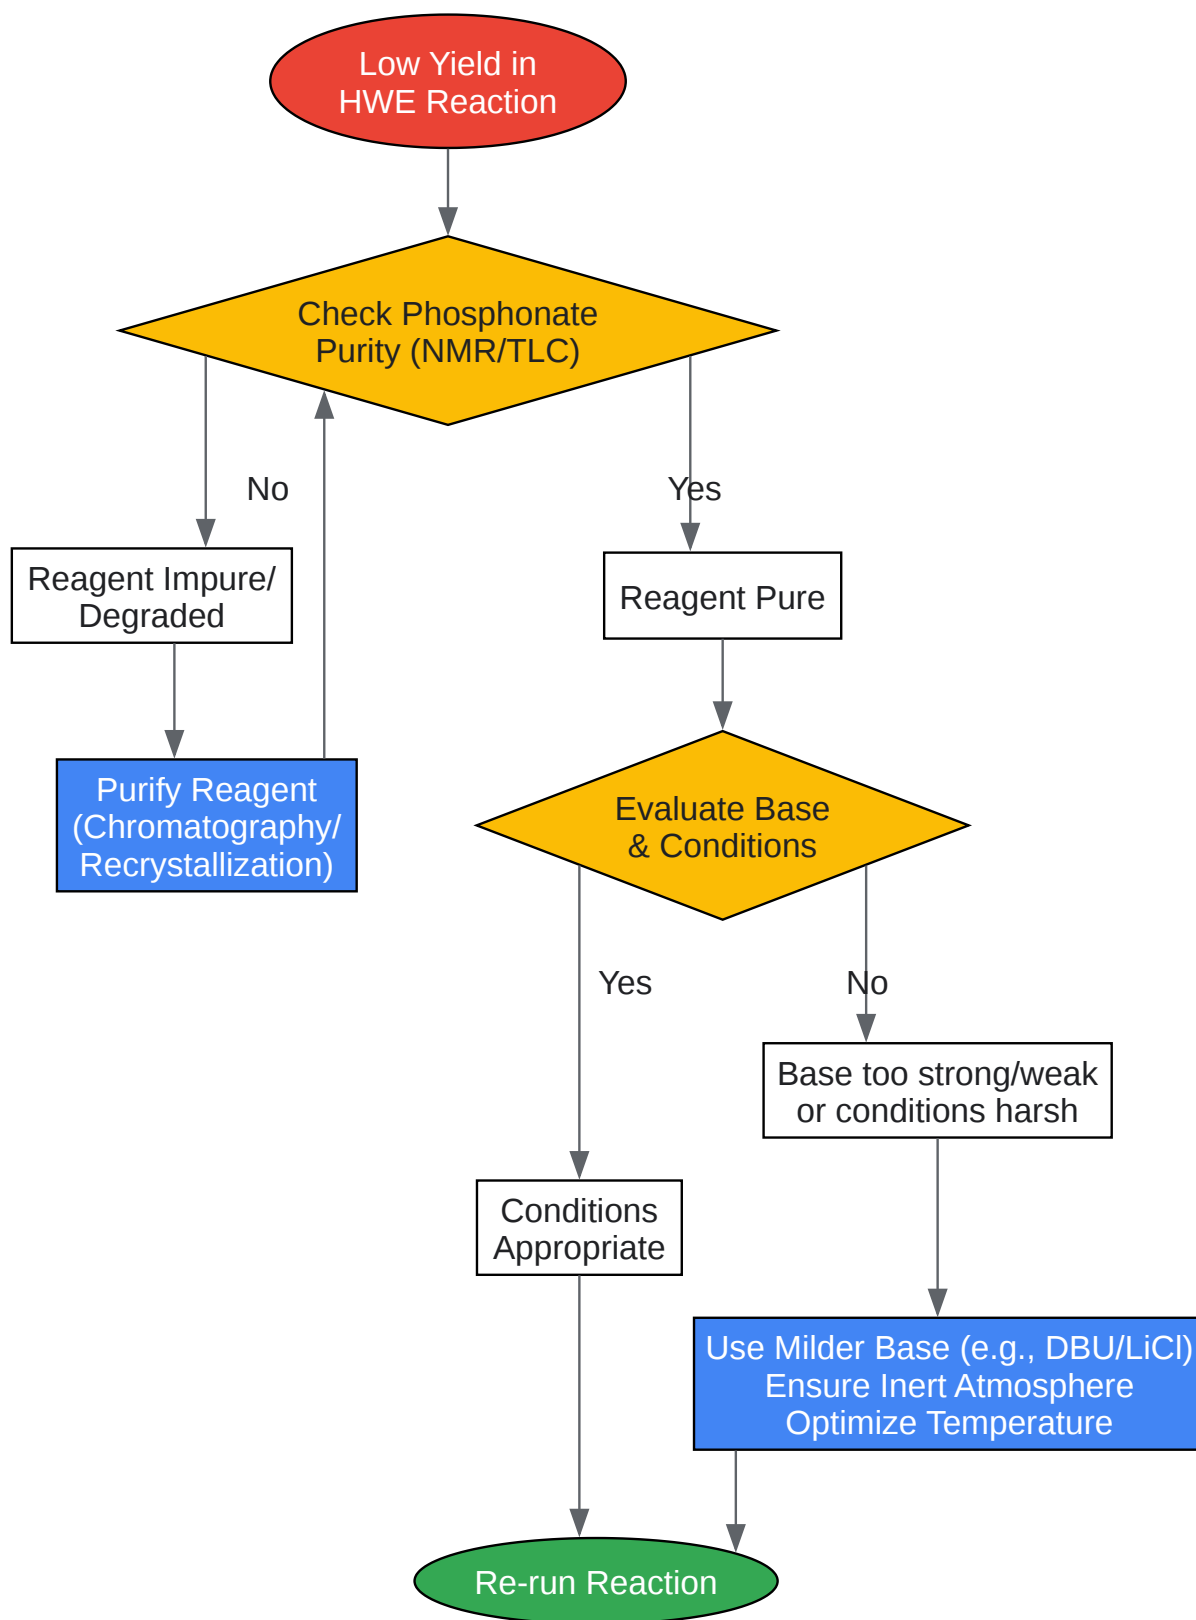 Low Yield in
HWE Reaction
Check Phosphonate
Purity (NMR/TLC)
No
Yes
Reagent Impure/
Degraded
Reagent Pure
Purify Reagent
(Chromatography/
Recrystallization)
Evaluate Base
& Conditions
Yes
No
Base too strong/weak
or conditions harsh
Conditions
Appropriate
Use Milder Base (e.g., DBU/LiCl)
Ensure Inert Atmosphere
Optimize Temperature
Re-run Reaction